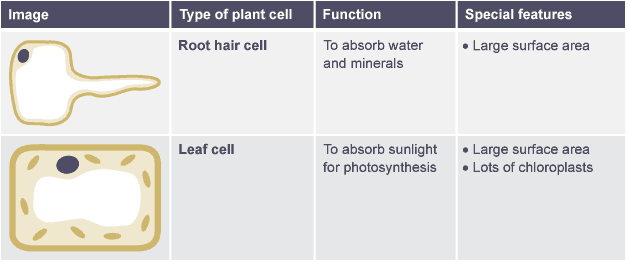 Image Type of plant cell Function Special features
Root hair cell To absorb water and minerals • Large surface area
Leaf cell To absorb sunlight for photosynthesis • Large surface area
• Lots of chloroplasts